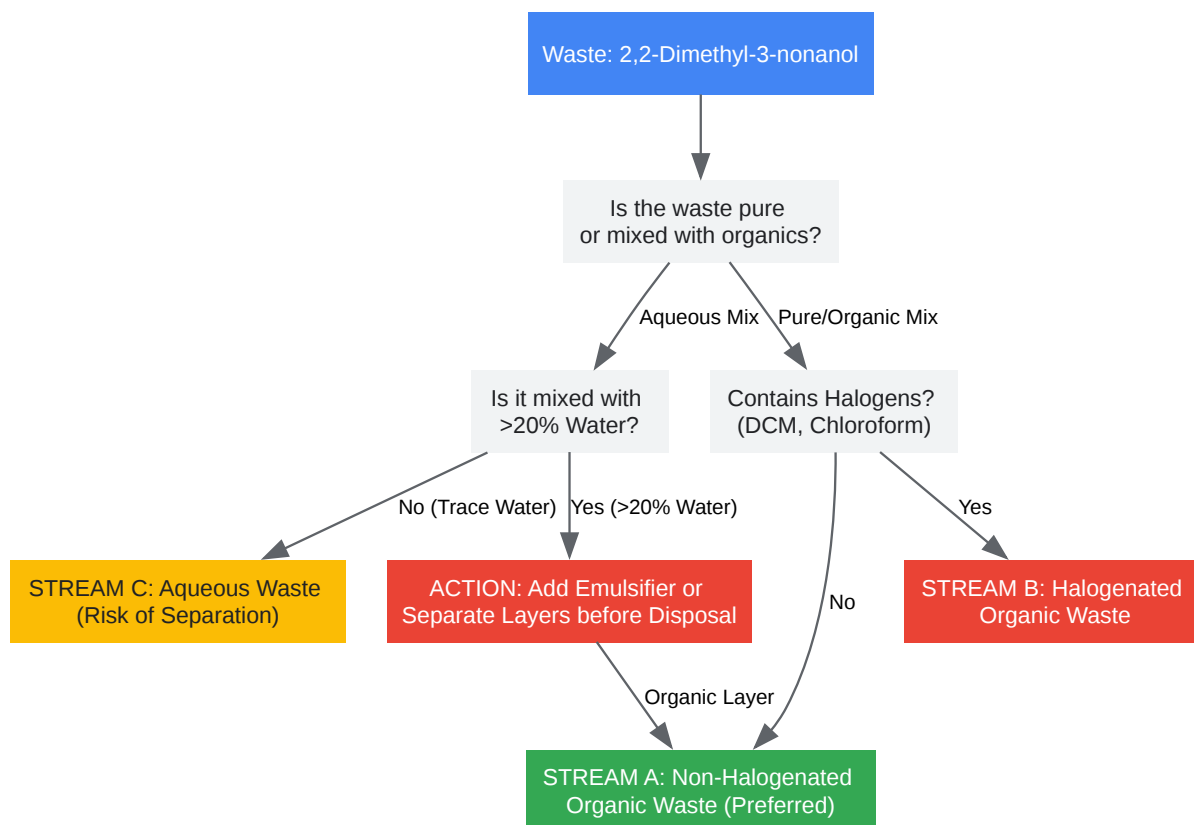 Waste: 2,2-Dimethyl-3-nonanol
Is the waste pure
or mixed with organics?
Aqueous Mix
Pure/Organic Mix
Is it mixed with
>20% Water?
Contains Halogens?
(DCM, Chloroform)
No (Trace Water)
Yes (>20% Water)
Yes
STREAM C: Aqueous Waste
(Risk of Separation)
ACTION: Add Emulsifier or
Separate Layers before Disposal
No
STREAM B: Halogenated
Organic Waste
Organic Layer
STREAM A: Non-Halogenated
Organic Waste (Preferred)